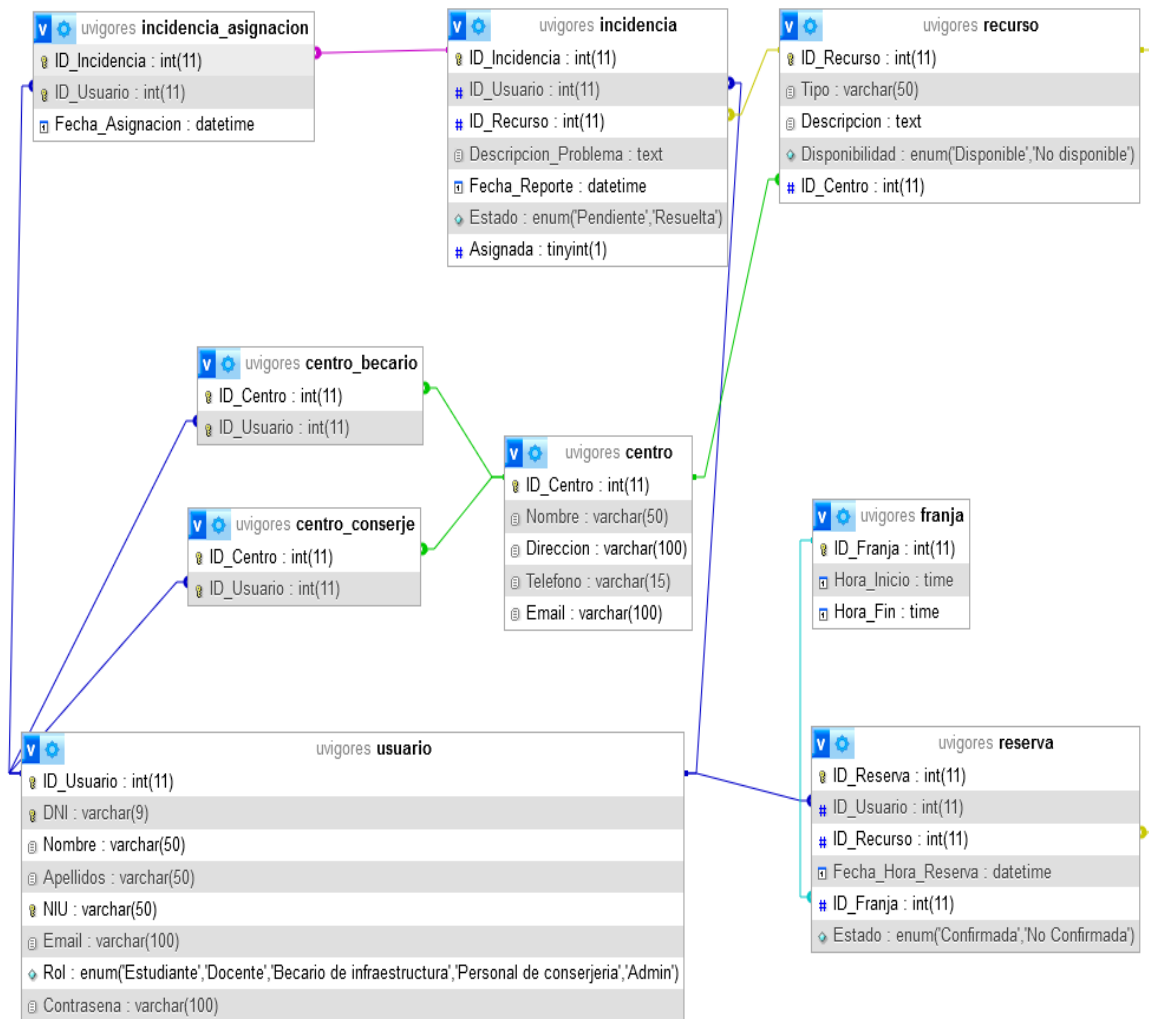 v uvigores incidencia_asignacion
ID_Incidencia : int(11)
ID_Usuario : int(11)
Fecha_Asignacion : datetime
v uvigores incidencia
ID_Incidencia : int(11)
# ID_Usuario : int(11)
# ID_Recurso : int(11)
Descripcion_Problema : text
Fecha_Reporte : datetime
Estado : enum('Pendiente','Resuelta')
# Asignada : tinyint(1)
v uvigores recurso
ID_Recurso : int(11)
Tipo : varchar(50)
Descripcion : text
Disponibilidad : enum('Disponible','No disponible')
# ID_Centro : int(11)
v uvigores centro_becario
ID_Centro : int(11)
ID_Usuario : int(11)
v uvigores centro_conserje
ID_Centro : int(11)
ID_Usuario : int(11)
v uvigores centro
ID_Centro : int(11)
Nombre : varchar(50)
Direccion : varchar(100)
Telefono : varchar(15)
Email : varchar(100)
v uvigores franja
ID_Franja : int(11)
Hora_Inicio : time
Hora_Fin : time
v uvigores usuario
ID_Usuario : int(11)
DNI : varchar(9)
Nombre : varchar(50)
Apellidos : varchar(50)
NIU : varchar(50)
Email : varchar(100)
Rol : enum('Estudiante','Docente','Becario de infraestructura','Personal de conserjeria','Admin')
Contrasena : varchar(100)
v uvigores reserva
ID_Reserva : int(11)
# ID_Usuario : int(11)
# ID_Recurso : int(11)
Fecha_Hora_Reserva : datetime
# ID_Franja : int(11)
Estado : enum('Confirmada','No Confirmada')